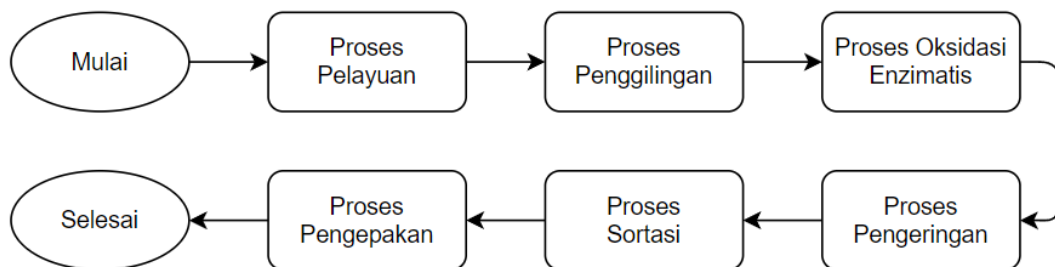 Mulai
Proses
Pelayuan
Proses
Penggilingan
Proses Oksidasi
Enzimatis
Proses
Pengeringan
Proses
Sortasi
Proses
Pengepakan
Selesai